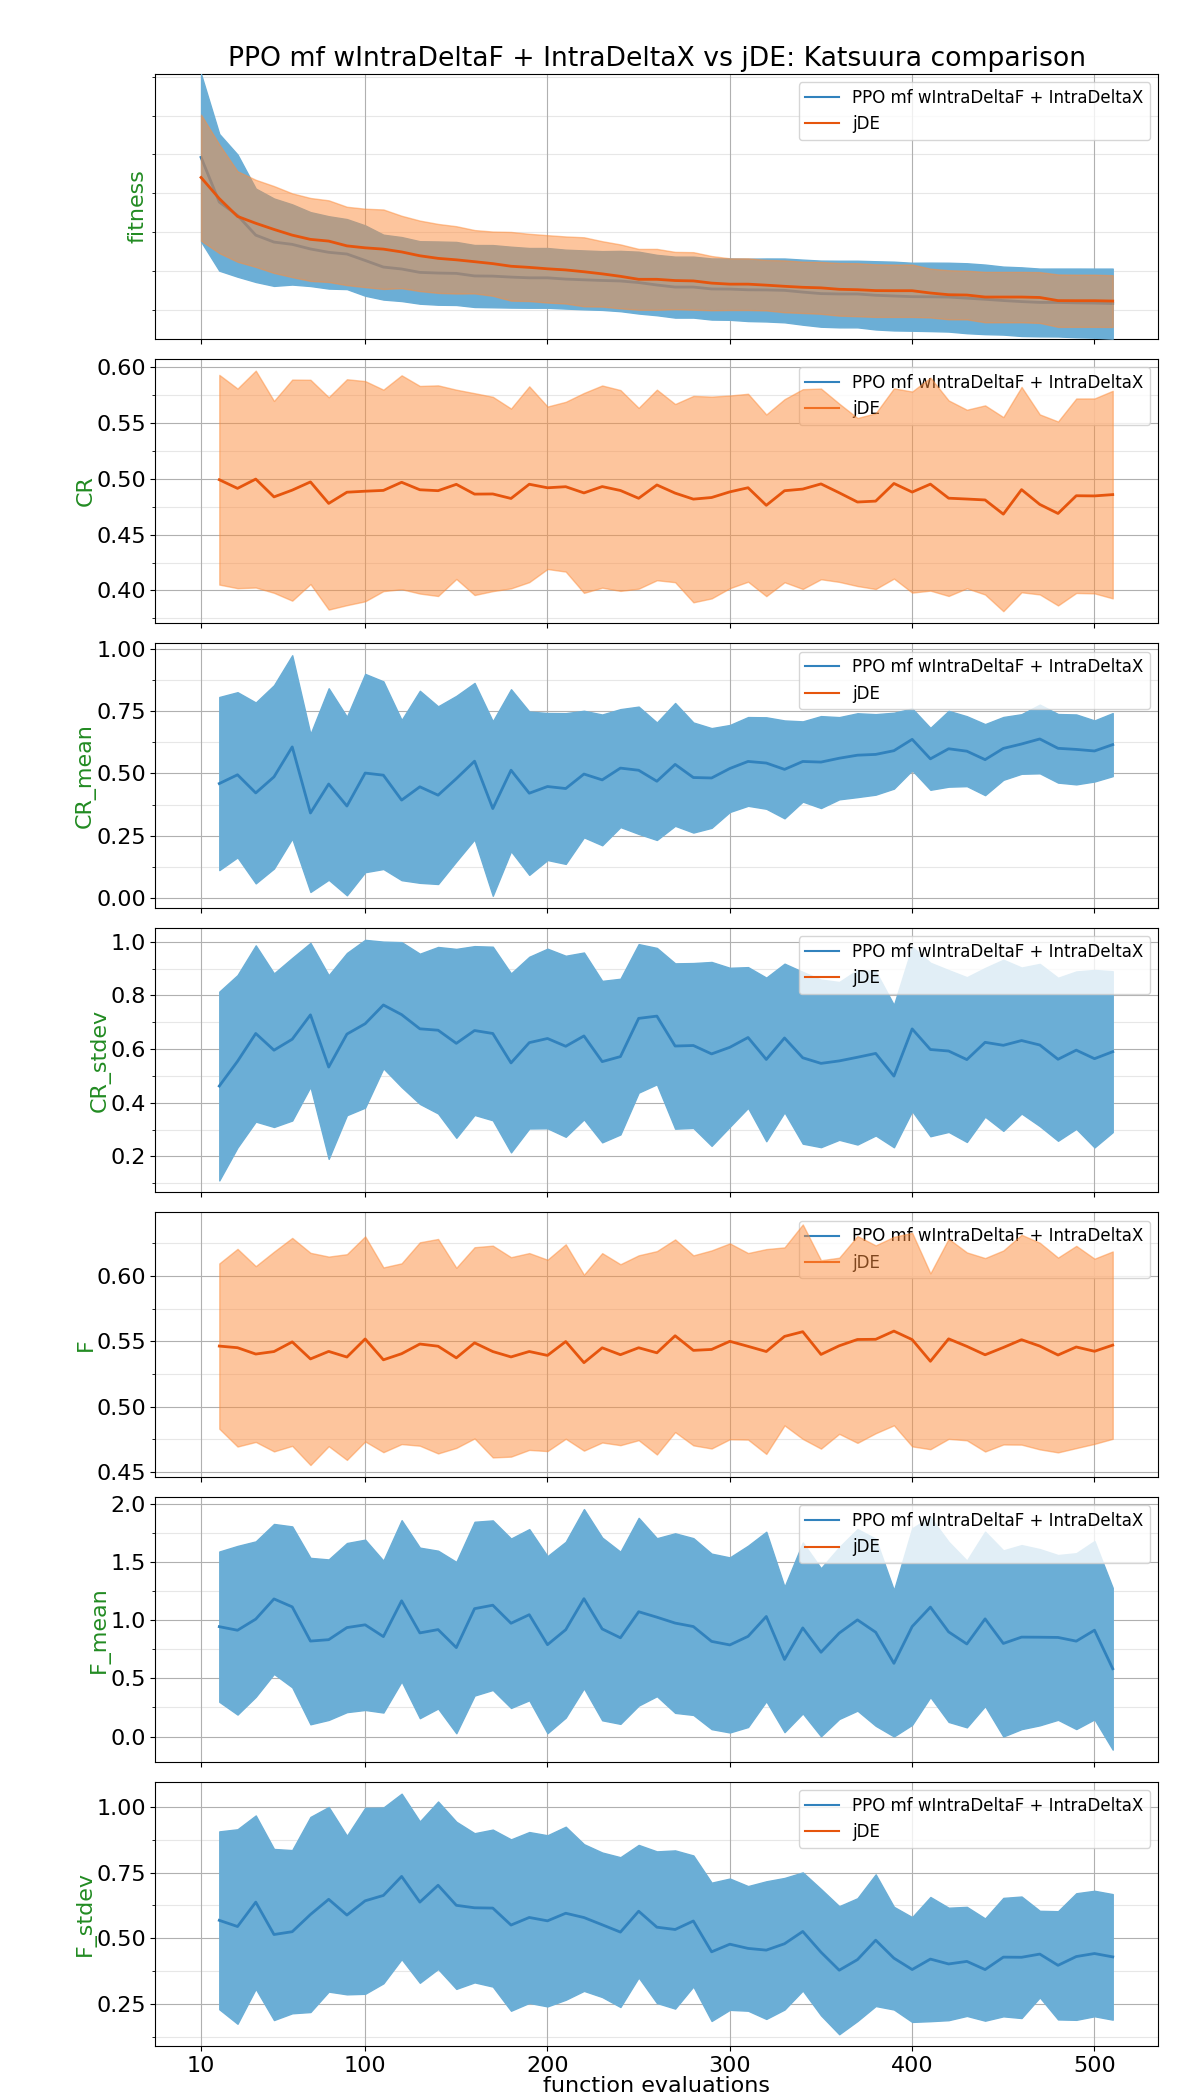 PPO mf wIntraDeltaF + IntraDeltaX vs jDE: Katsuura comparison
fitness
PPO mf wIntraDeltaF + IntraDeltaX
jDE
CR
0.60
0.55
0.50
0.45
0.40
PPO mf wIntraDeltaF + IntraDeltaX
jDE
CR_mean
1.00
0.75
0.50
0.25
0.00
PPO mf wIntraDeltaF + IntraDeltaX
jDE
CR_stdev
1.0
0.8
0.6
0.4
0.2
PPO mf wIntraDeltaF + IntraDeltaX
jDE
F
0.60
0.55
0.50
0.45
PPO mf wIntraDeltaF + IntraDeltaX
jDE
F_mean
2.0
1.5
1.0
0.5
0.0
PPO mf wIntraDeltaF + IntraDeltaX
jDE
F_stdev
1.00
0.75
0.50
0.25
PPO mf wIntraDeltaF + IntraDeltaX
jDE
10 100 200 300 400 500
function evaluations